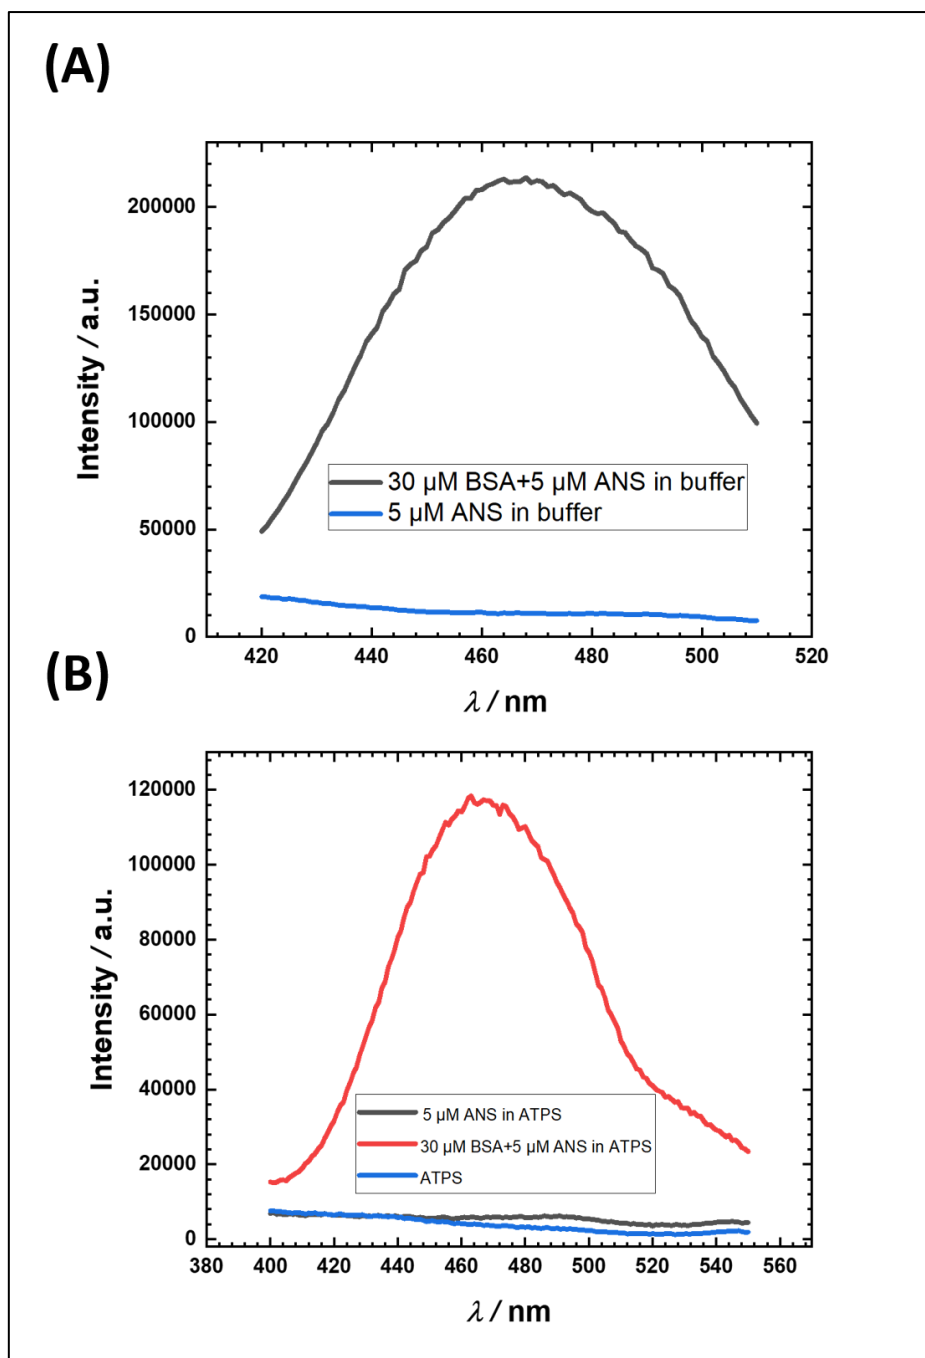 (A)
Intensity / a.u.
200000
150000
100000
50000
0
30 µM BSA+5 µM ANS in buffer
5 µM ANS in buffer
420 440 460 480 500 520
λ / nm
(B)
Intensity / a.u.
120000
100000
80000
60000
40000
20000
0
5 µM ANS in ATPS
30 µM BSA+5 µM ANS in ATPS
ATPS
380 400 420 440 460 480 500 520 540 560
λ / nm